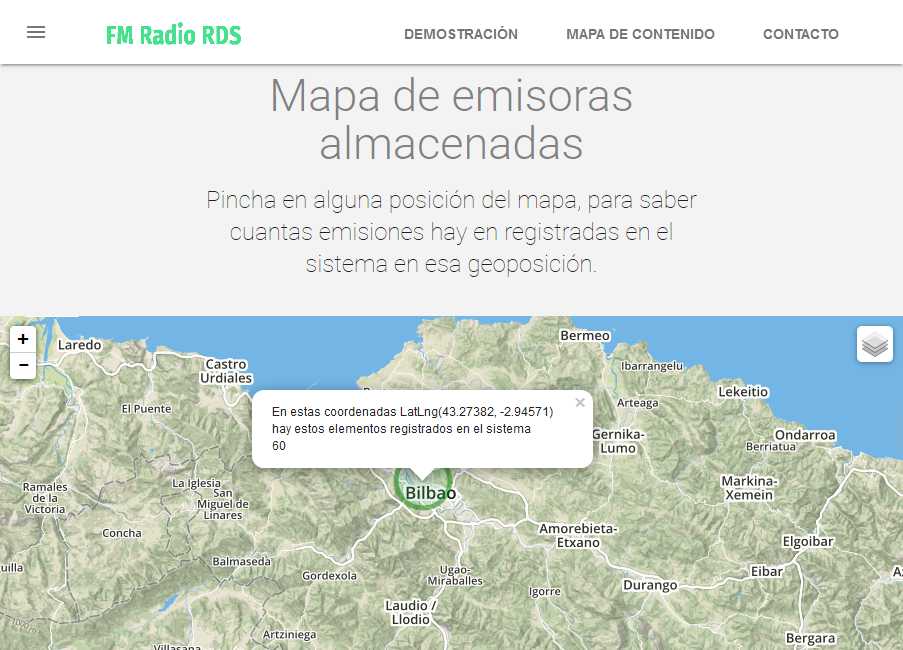 FM Radio RDS
DEMOSTRACIÓN
MAPA DE CONTENIDO
CONTACTO
Mapa de emisoras
almacenadas
Pincha en alguna posición del mapa, para saber
cuantas emisiones hay en registradas en el
sistema en esa geoposición.
+
−
Laredo
Castro
Urdiales
El Puente
Bermeo
Ibarrangelu
Lekeitio
Arteaga
En estas coordenadas LatLng(43.27382, -2.94571)
hay estos elementos registrados en el sistema
60
×
Gernika-
Lumo
Ondarroa
Berriatua
Ramales
de la
Victoria
La Iglesia
San
Miguel de
Linares
Bilbao
Markina-
Xemein
Concha
Amorebieta-
Etxano
Elgoibar
Balmaseda
Gordexola
Ugao-
Miraballes
Igorre
Durango
Eibar
Laudio /
Llodio
Artziniega
Bergara